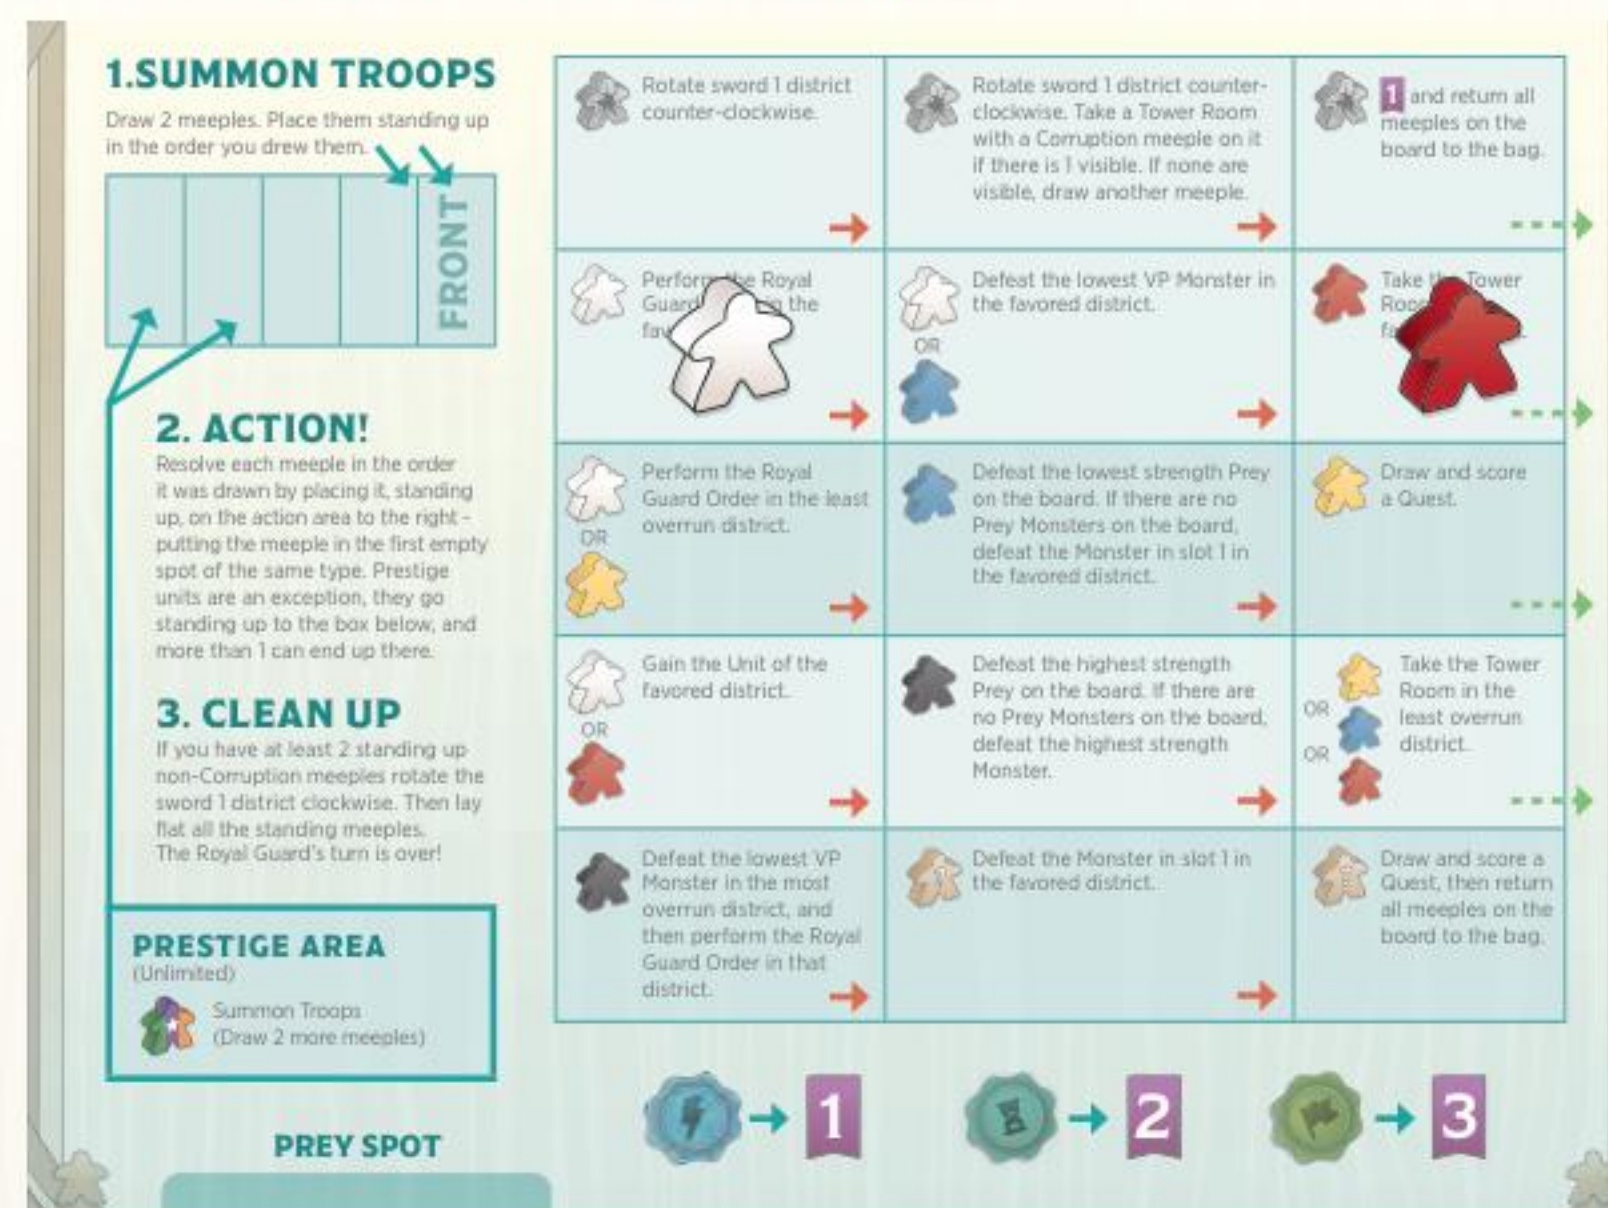 1.SUMMON TROOPS
Draw 2 meeples. Place them standing up
in the order you drew them.
FRONT
2. ACTION!
Resolve each meeple in the order
it was drawn by placing it, standing
up, on the action area to the right -
putting the meeple in the first empty
spot of the same type. Prestige
units are an exception, they go
standing up to the box below, and
more than 1 can end up there.
3. CLEAN UP
If you have at least 2 standing up
non-Corruption meeples rotate the
sword 1 district clockwise. Then lay
flat all the standing meeples.
The Royal Guard's turn is over!
PRESTIGE AREA
(Unlimited)
Summon Troops
(Draw 2 more meeples)
PREY SPOT
Rotate sword 1 district
counter-clockwise.
Rotate sword 1 district counter-
clockwise. Take a Tower Room
with a Corruption meeple on it
if there is 1 visible. If none are
visible, draw another meeple.
1 and return all
meeples on the
board to the bag.
Perform the Royal
Guard the
Defeat the lowest VP Monster in
the favored district.
OR
Take the Tower
Perform the Royal
Guard Order in the least
overrun district.
OR
Defeat the lowest strength Prey
on the board. If there are no
Prey Monsters on the board,
defeat the Monster in slot 1 in
the favored district.
Draw and score
a Quest.
Gain the Unit of the
favored district.
OR
Defeat the highest strength
Prey on the board. If there are
no Prey Monsters on the board,
defeat the highest strength
Monster.
OR
OR
Take the Tower
Room in the
least overrun
district.
Defeat the lowest VP
Monster in the most
overrun district, and
then perform the Royal
Guard Order in that
district.
Defeat the Monster in slot 1 in
the favored district.
Draw and score a
Quest, then return
all meeples on the
board to the bag.
1
2
3